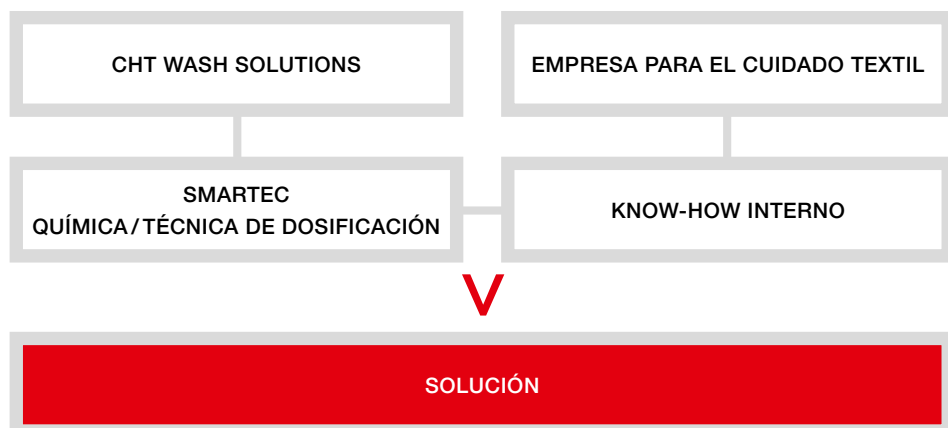 CHT WASH SOLUTIONS
EMPRESA PARA EL CUIDADO TEXTIL
SMARTEC
QUÍMICA/TÉCNICA DE DOSIFICACIÓN
KNOW-HOW INTERNO
SOLUCIÓN